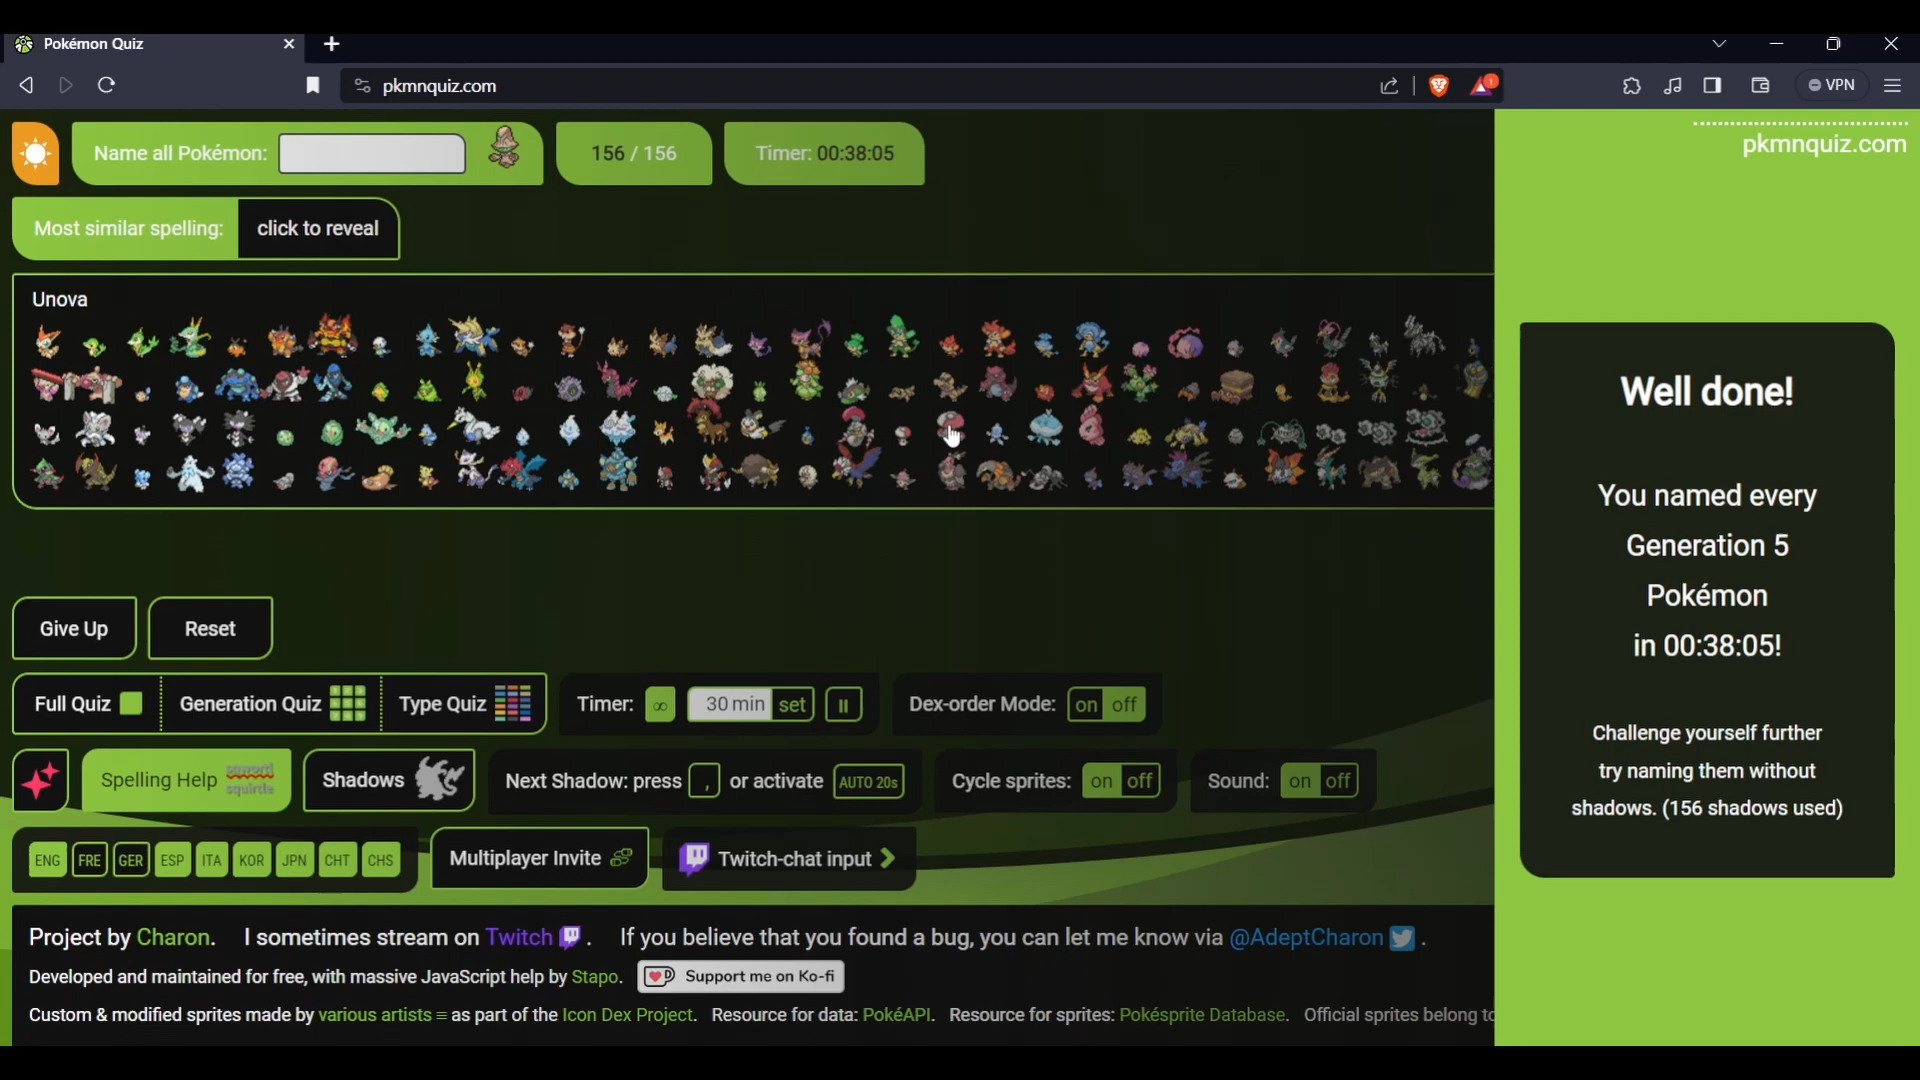 Pokémon Quiz
pkmnquiz.com
1
VPN
Name all Pokémon:
156 / 156
Timer: 00:38:05
pkmnquiz.com
Most similar spelling: click to reveal
Unova
Well done!
You named every
Generation 5
Pokémon
in 00:38:05!
Challenge yourself further
try naming them without
shadows. (156 shadows used)
Give Up Reset
Full Quiz Generation Quiz Type Quiz Timer: ∞ 30 min set Dex-order Mode: on off
Spelling Help sqword squirtle Shadows Next Shadow: press , or activate AUTO 20s Cycle sprites: on off Sound: on off
ENG FRE GER ESP ITA KOR JPN CHT CHS Multiplayer Invite Twitch-chat input
Project by Charon. I sometimes stream on Twitch . If you believe that you found a bug, you can let me know via @AdeptCharon .
Developed and maintained for free, with massive JavaScript help by Stapo. Support me on Ko-fi
Custom & modified sprites made by various artists ≡ as part of the Icon Dex Project. Resource for data: PokéAPI. Resource for sprites: Pokésprite Database. Official sprites belong to